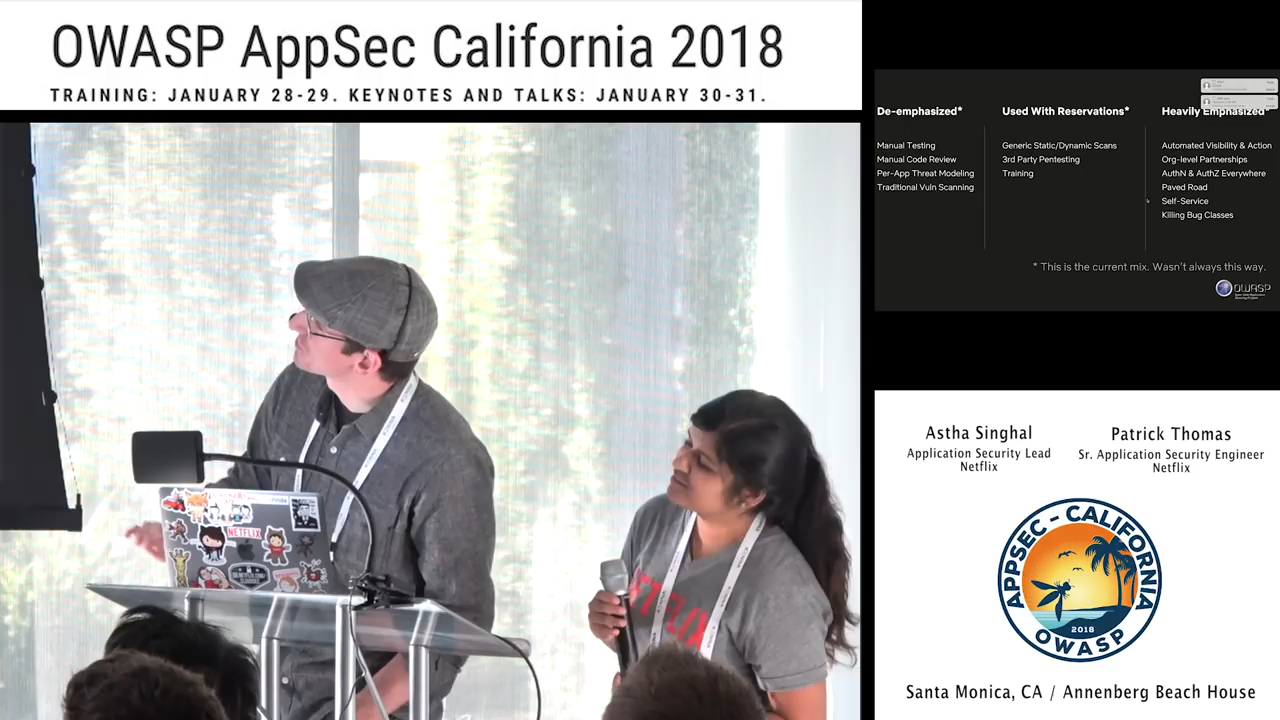 OWASP AppSec California 2018
TRAINING: JANUARY 28-29. KEYNOTES AND TALKS: JANUARY 30-31.
De-emphasized*
Manual Testing
Manual Code Review
Per-App Threat Modeling
Traditional Vuln Scanning
Used With Reservations*
Generic Static/Dynamic Scans
3rd Party Pentesting
Training
Heavily Emphasized*
Automated Visibility & Action
Org-level Partnerships
AuthN & AuthZ Everywhere
Paved Road
Self-Service
Killing Bug Classes
* This is the current mix. Wasn't always this way.
OWASP
NETFLIX
Astha Singhal
Application Security Lead
Netflix
Patrick Thomas
Sr. Application Security Engineer
Netflix
APPSEC - CALIFORNIA
2018
OWASP
Santa Monica, CA / Annenberg Beach House